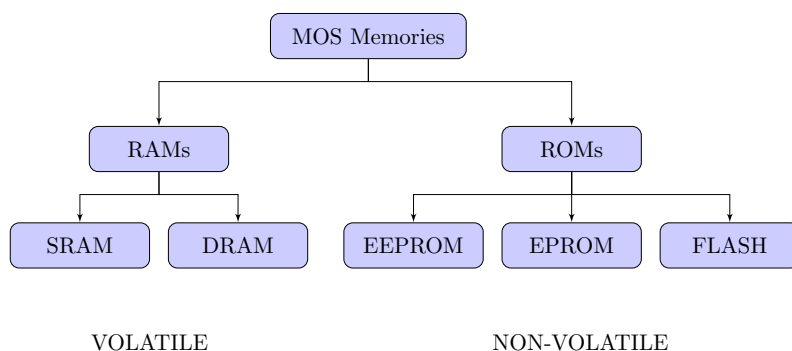 MOS Memories
RAMs
ROMs
SRAM
DRAM
EEPROM
EPROM
FLASH
VOLATILE
NON-VOLATILE